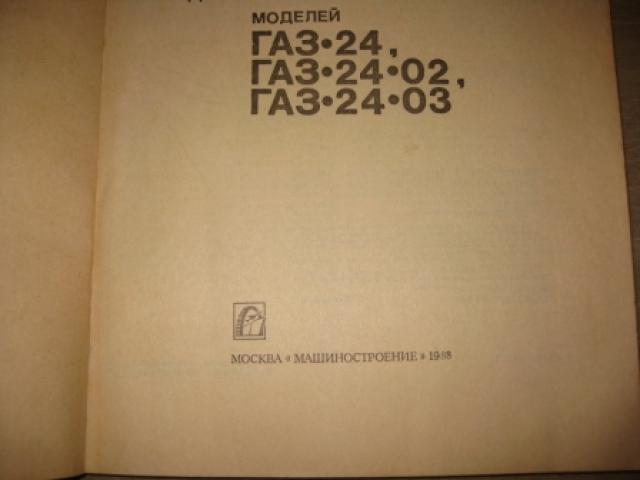 МОДЕЛЕЙ
ГАЗ•24,
ГАЗ•24•02,
ГАЗ•24•03
МОСКВА «МАШИНОСТРОЕНИЕ» 1988